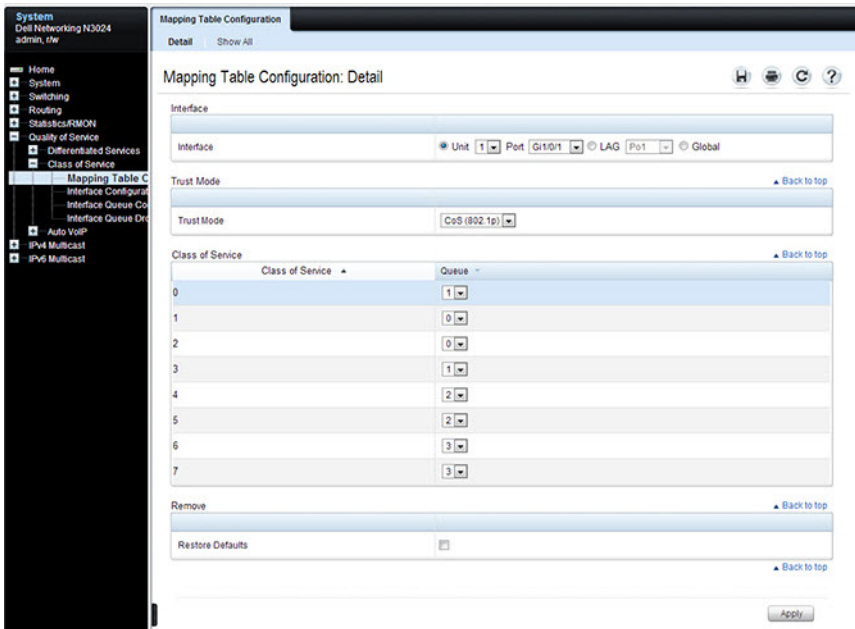 System
Dell Networking N3024
admin, r/w
Home
System
Switching
Routing
Statistics/RMON
Quality of Service
Differentiated Services
Class of Service
Mapping Table C
Interface Configurat
Interface Queue Co
Interface Queue Dro
Auto VoIP
IPv4 Multicast
IPv6 Multicast
Mapping Table Configuration
Detail Show All
Mapping Table Configuration: Detail
Interface
Interface Unit 1 Port Gi1/0/1 LAG Po1 Global
Trust Mode Back to top
Trust Mode CoS (802.1p)
Class of Service Back to top
Class of Service Queue
0 1
1 0
2 0
3 1
4 2
5 2
6 3
7 3
Remove Back to top
Restore Defaults
Back to top
Apply